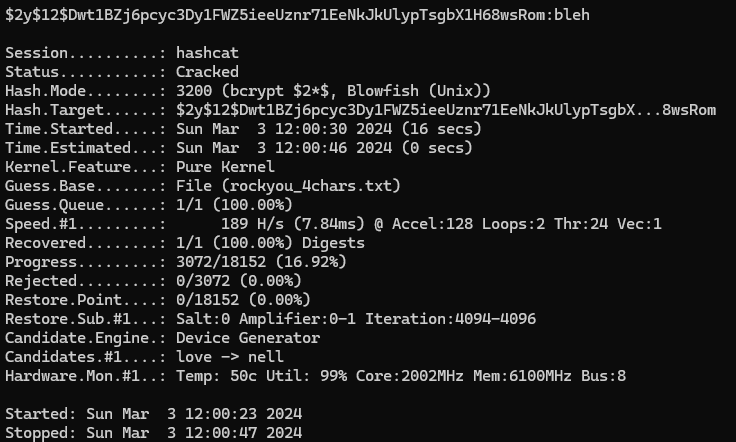 $2y$12$Dwt1BZj6pcyc3Dy1FWZ5ieeUznr71EeNkJkUlypTsgbX1H68wsRom:bleh

Session..........: hashcat
Status...........: Cracked
Hash.Mode........: 3200 (bcrypt $2*$, Blowfish (Unix))
Hash.Target......: $2y$12$Dwt1BZj6pcyc3Dy1FWZ5ieeUznr71EeNkJkUlypTsgbX...8wsRom
Time.Started.....: Sun Mar  3 12:00:30 2024 (16 secs)
Time.Estimated...: Sun Mar  3 12:00:46 2024 (0 secs)
Kernel.Feature...: Pure Kernel
Guess.Base.......: File (rockyou_4chars.txt)
Guess.Queue......: 1/1 (100.00%)
Speed.#1.........:      189 H/s (7.84ms) @ Accel:128 Loops:2 Thr:24 Vec:1
Recovered........: 1/1 (100.00%) Digests
Progress.........: 3072/18152 (16.92%)
Rejected.........: 0/3072 (0.00%)
Restore.Point....: 0/18152 (0.00%)
Restore.Sub.#1...: Salt:0 Amplifier:0-1 Iteration:4094-4096
Candidate.Engine.: Device Generator
Candidates.#1....: love -> nell
Hardware.Mon.#1..: Temp: 50c Util: 99% Core:2002MHz Mem:6100MHz Bus:8

Started: Sun Mar  3 12:00:23 2024
Stopped: Sun Mar  3 12:00:47 2024